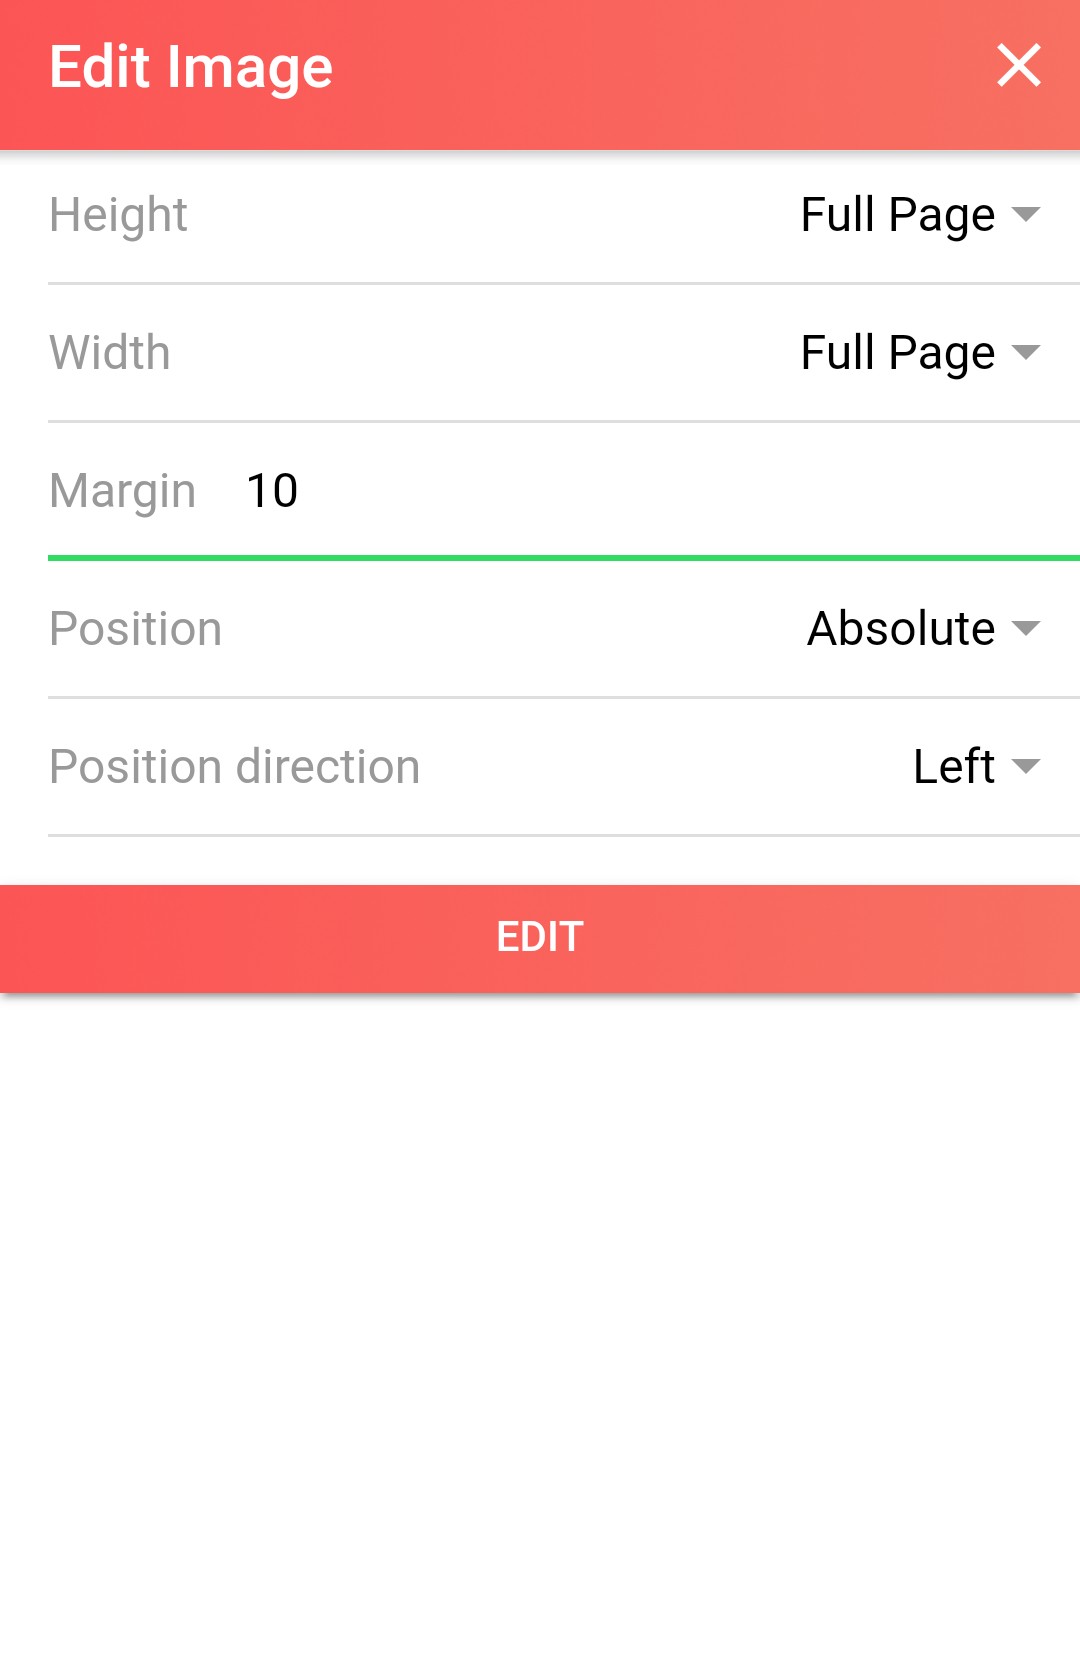 Edit Image
Height Full Page
Width Full Page
Margin 10
Position Absolute
Position direction Left
EDIT